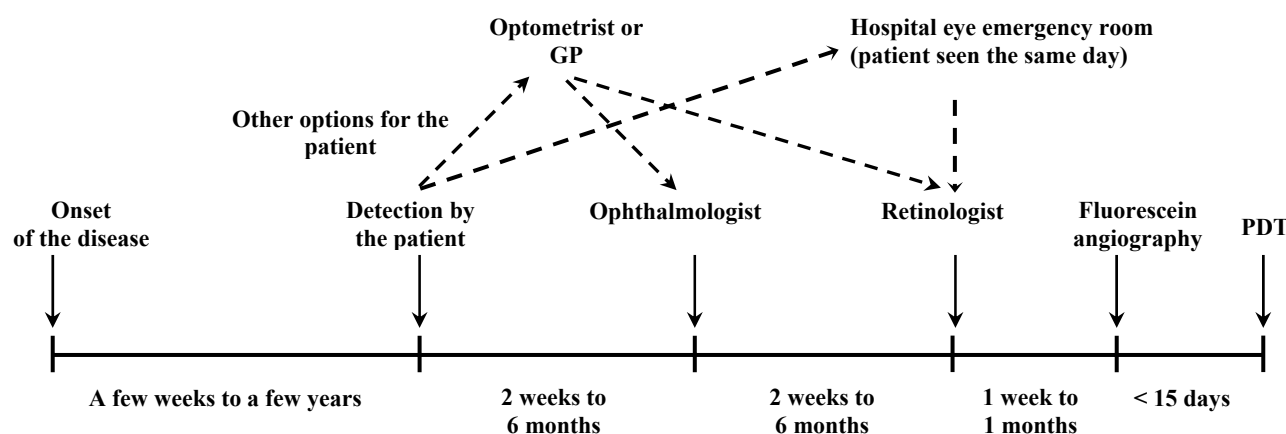 Optometrist or
GP
Hospital eye emergency room
(patient seen the same day)
Other options for the
patient
Onset
of the disease
Detection by
the patient
Ophthalmologist
Retinologist
Fluorescein
angiography
PDT
A few weeks to a few years
2 weeks to
6 months
2 weeks to
6 months
1 week to
1 months
< 15 days